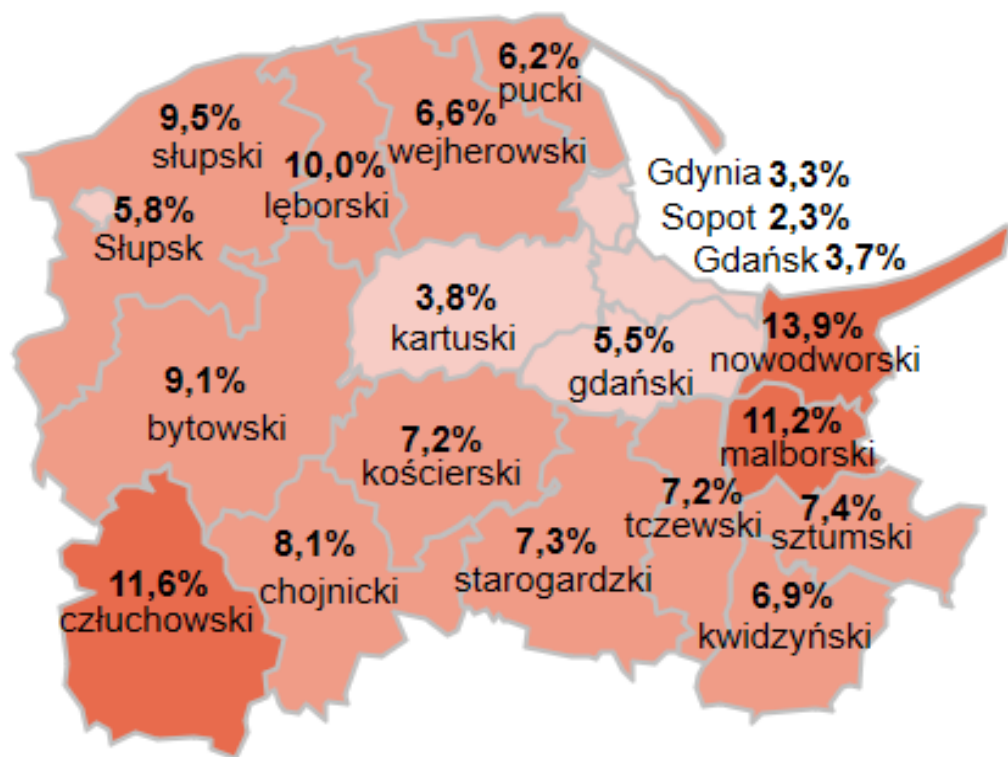 6,2%
pucki
9,5%
słupski
6,6%
wejherowski
10,0%
lęborski
Gdynia 3,3%
Sopot 2,3%
Gdańsk 3,7%
5,8%
Słupsk
3,8%
kartuski
5,5%
gdański
13,9%
nowodworski
9,1%
bytowski
7,2%
kościerski
11,2%
malborski
7,2%
tczewski
7,4%
sztumski
8,1%
chojnicki
7,3%
starogardzki
11,6%
człuchowski
6,9%
kwidzyński